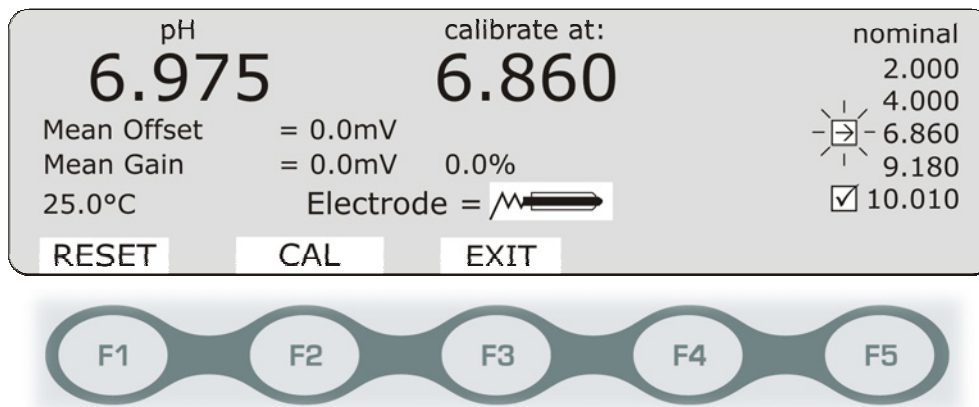 pH calibrate at: nominal
6.975 6.860 2.000
4.000
Mean Offset = 0.0mV 6.860
Mean Gain = 0.0mV 0.0% 9.180
25.0°C Electrode = 10.010
RESET CAL EXIT
F1 F2 F3 F4 F5